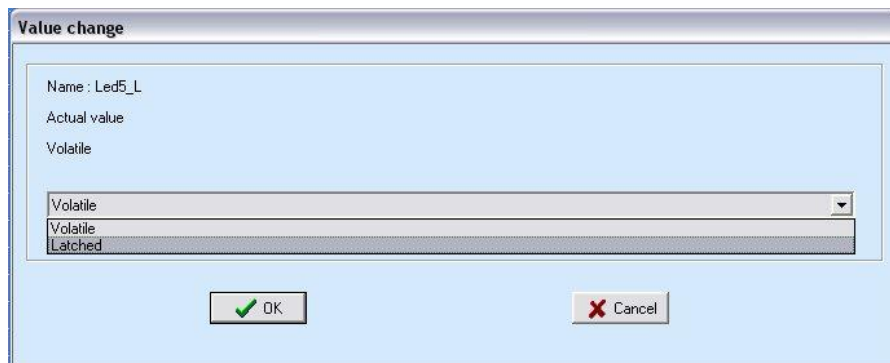 Value change
Name : Led5_L
Actual value
Volatile
Volatile
Volatile
Latched
OK
Cancel